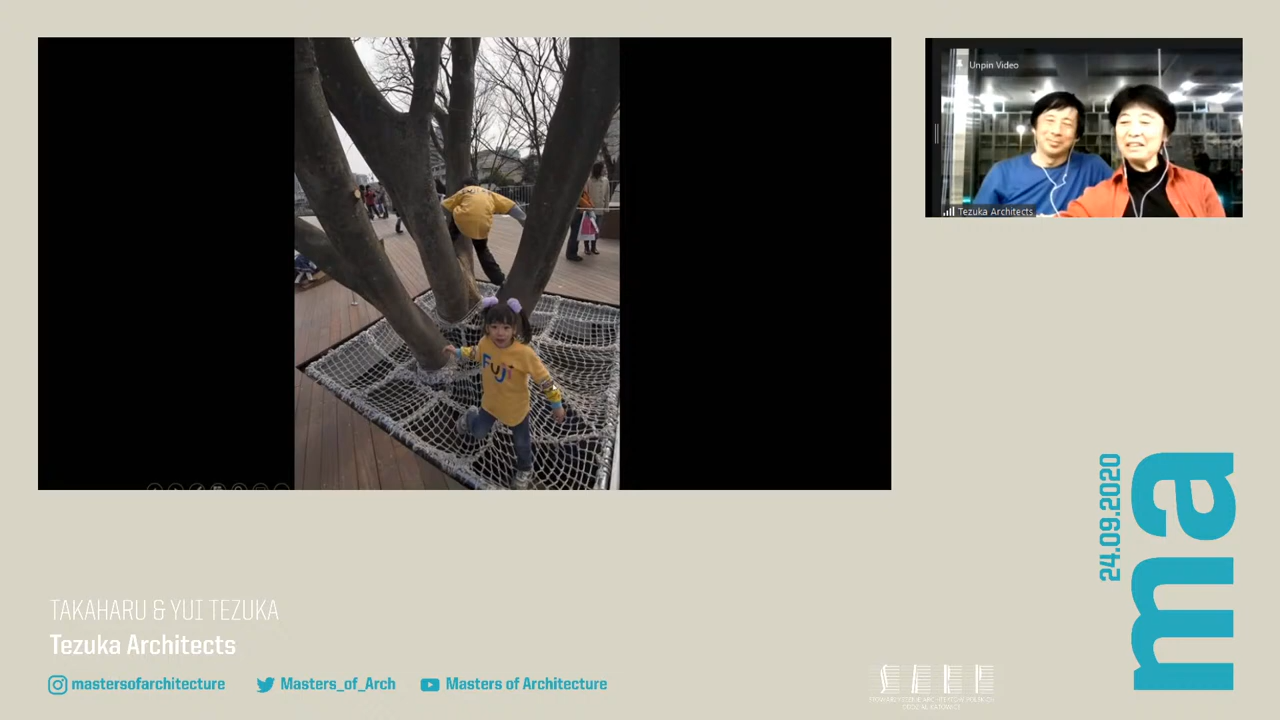 Unpin Video
Tezuka Architects
Fuji
24.09.2020
ma
TAKAHARU & YUI TEZUKA
Tezuka Architects
mastersofarchitecture
Masters_of_Arch
Masters of Architecture
SARP